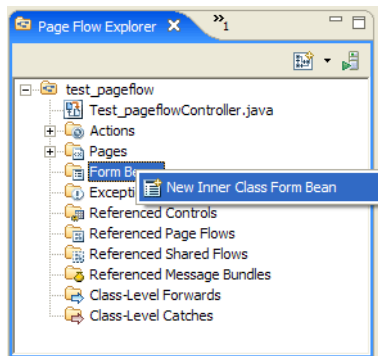 Page Flow Explorer
»1
test_pageflow
Test_pageflowController.java
Actions
Pages
Form Be
New Inner Class Form Bean
Excepti
Referenced Controls
Referenced Page Flows
Referenced Shared Flows
Referenced Message Bundles
Class-Level Forwards
Class-Level Catches